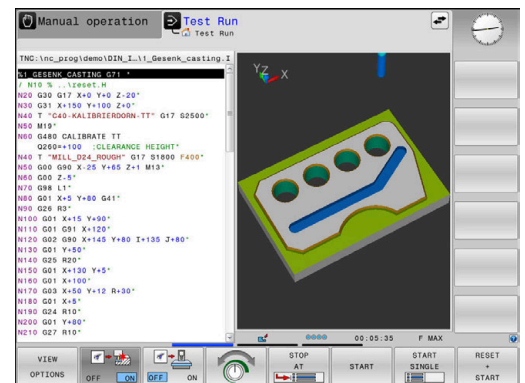 Manual operation
Test Run
Test Run
TNC:\nc_prog\demo\DIN_I…\1_Gesenk_casting.I
%1_GESENK_CASTING G71 *
/ N10 % ..\reset.H
N20 G30 G17 X+0 Y+0 Z-20*
N30 G31 X+150 Y+100 Z+0*
N40 T "C40-KALIBRIERDORN-TT" G17 S2500*
N50 M19*
N60 G480 CALIBRATE TT
Q260=+100 ;CLEARANCE HEIGHT*
N40 T "MILL_D24_ROUGH" G17 S1800 F400*
N50 G00 G90 X-25 Y+65 Z+1 M13*
N60 G00 Z-5*
N70 G98 L1*
N80 G01 X+5 Y+80 G41*
N90 G26 R3*
N100 G01 X+15 Y+90*
N110 G01 G91 X+120*
N120 G02 G90 X+145 Y+80 I+135 J+80*
N130 G01 Y+50*
N140 G25 R20*
N150 G01 X+130 Y+5*
N160 G01 X+100*
N170 G03 X+50 Y+12 R+30*
N180 G01 X+5*
N190 G24 R10*
N200 G01 Y+80*
N210 G27 R10*
YZ X
00:05:35 F MAX
VIEW
OPTIONS
OFF ON
OFF ON
STOP
AT
START
START
SINGLE
RESET
+
START